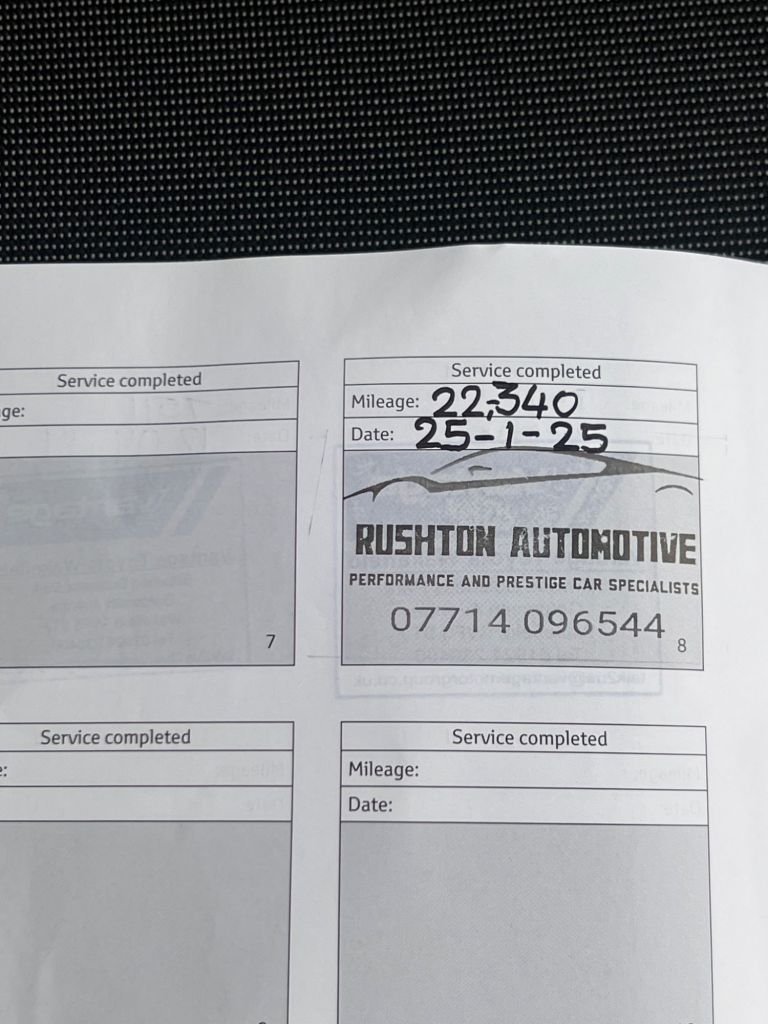 Service completed
ge:
7
Service completed
Mileage: 22,340
Date: 25-1-25
RUSHTON AUTOMOTIVE
PERFORMANCE AND PRESTIGE CAR SPECIALISTS
07714 096544
8
Service completed
e:
Service completed
Mileage:
Date: